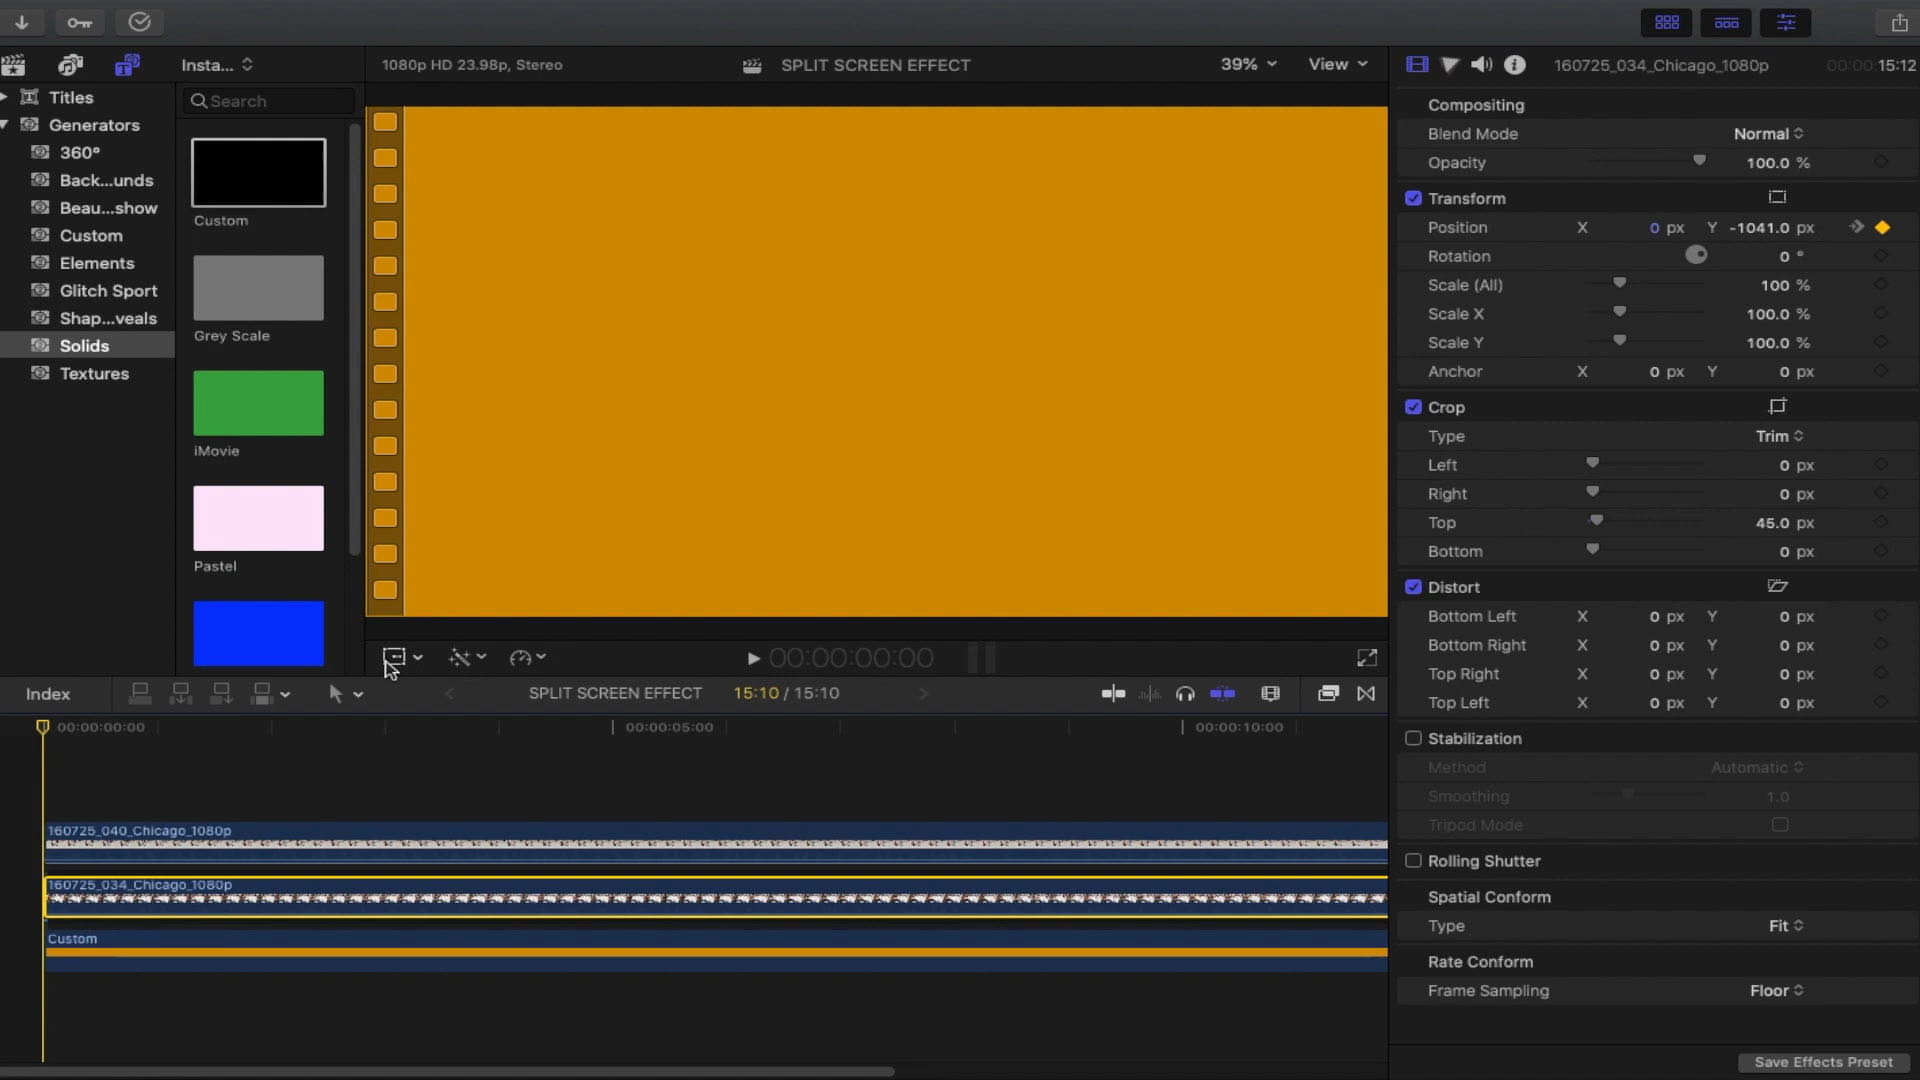 Insta...
1080p HD 23.98p, Stereo
SPLIT SCREEN EFFECT
39%
View
160725_034_Chicago_1080p
00:00:15:12
Titles
Generators
360°
Back...unds
Beau...show
Custom
Elements
Glitch Sport
Shap...veals
Solids
Textures
Search
Custom
Grey Scale
iMovie
Pastel
00:00:00:00
Compositing
Blend Mode Normal
Opacity 100.0 %
Transform
Position X 0 px Y -1041.0 px
Rotation 0 °
Scale (All) 100 %
Scale X 100.0 %
Scale Y 100.0 %
Anchor X 0 px Y 0 px
Crop
Type Trim
Left 0 px
Right 0 px
Top 45.0 px
Bottom 0 px
Distort
Bottom Left X 0 px Y 0 px
Bottom Right X 0 px Y 0 px
Top Right X 0 px Y 0 px
Top Left X 0 px Y 0 px
Stabilization
Method Automatic
Smoothing 1.0
Tripod Mode
Rolling Shutter
Spatial Conform
Type Fit
Rate Conform
Frame Sampling Floor
Save Effects Preset
Index
SPLIT SCREEN EFFECT
15:10 / 15:10
00:00:00:00
00:00:05:00
00:00:10:00
160725_040_Chicago_1080p
160725_034_Chicago_1080p
Custom